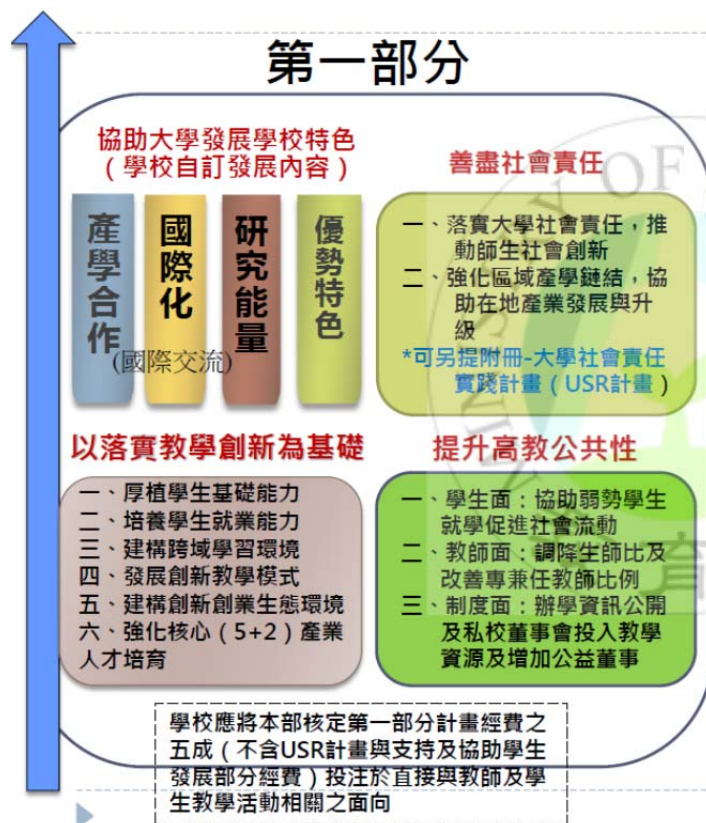 第一部分
協助大學發展學校特色
（學校自訂發展內容）
產學合作
國際化
研究能量
優勢特色
(國際交流)
善盡社會責任
一、落實大學社會責任，推
動師生社會創新
二、強化區域產學鏈結，協
助在地產業發展與升
級
*可另提附冊-大學社會責任
實踐計畫（USR計畫）
以落實教學創新為基礎
一、厚植學生基礎能力
二、培養學生就業能力
三、建構跨域學習環境
四、發展創新教學模式
五、建構創新創業生態環境
六、強化核心（5+2）產業
人才培育
提升高教公共性
一、學生面：協助弱勢學生
就學促進社會流動
二、教師面：調降生師比及
改善專兼任教師比例
三、制度面：辦學資訊公開
及私校董事會投入教學
資源及增加公益董事
學校應將本部核定第一部分計畫經費之
五成（不含USR計畫與支持及協助學生
發展部分經費）投注於直接與教師及學
生教學活動相關之面向
OF
育